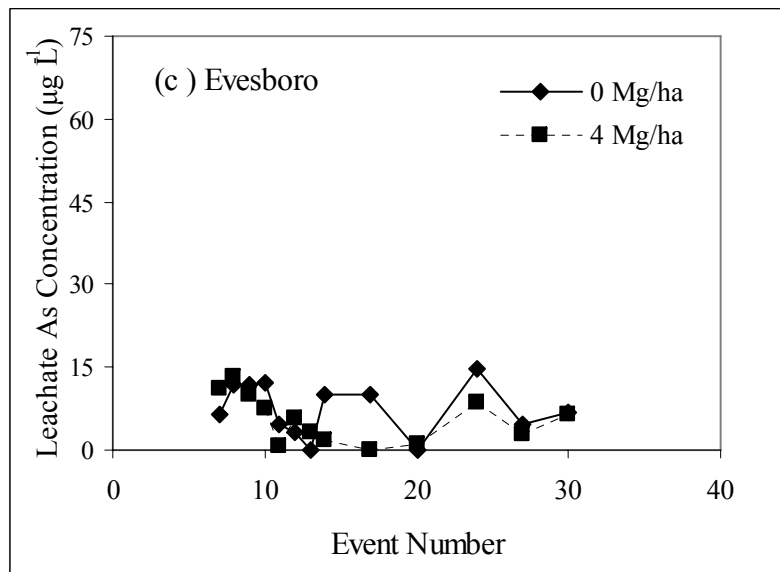 75
60
45
30
15
0
Leachate As Concentration (µg L⁻¹)
(c ) Evesboro
0 Mg/ha
4 Mg/ha
0 10 20 30 40
Event Number